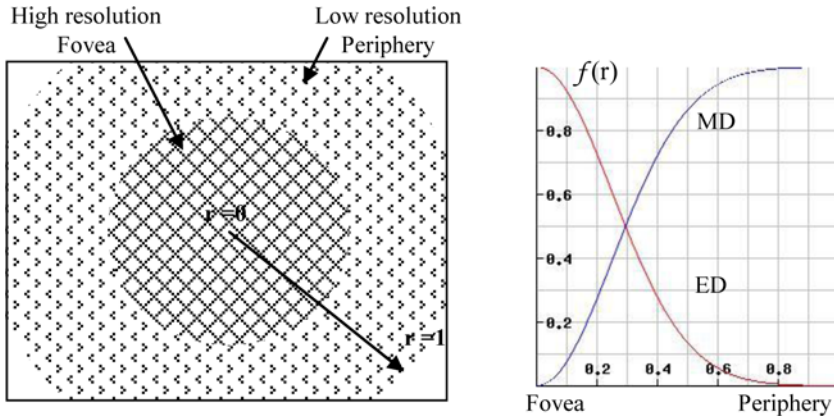 High resolution
Fovea
Low resolution
Periphery
r =0
r =1
f(r)
MD
ED
0.8
0.6
0.4
0.2
0.2
0.4
0.6
0.8
Fovea
Periphery